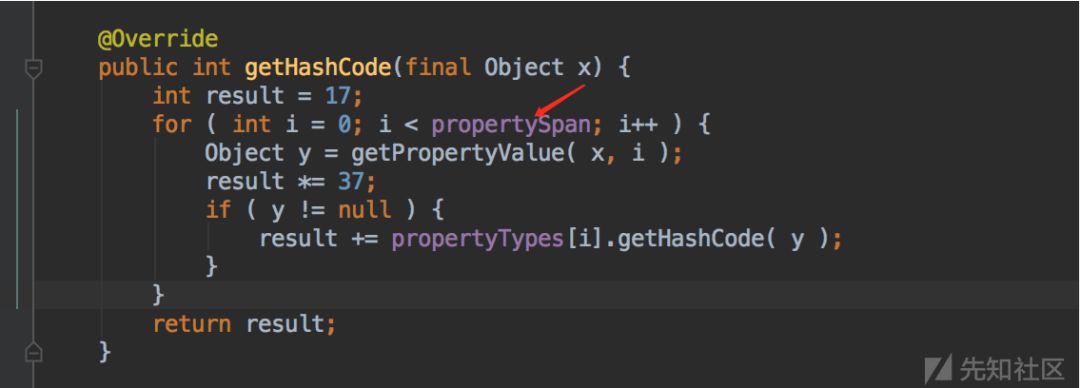 @Override
public int getHashCode(final Object x) {
    int result = 17;
    for ( int i = 0; i < propertySpan; i++ ) {
        Object y = getPropertyValue( x, i );
        result *= 37;
        if ( y != null ) {
            result += propertyTypes[i].getHashCode( y );
        }
    }
    return result;
}
先知社区